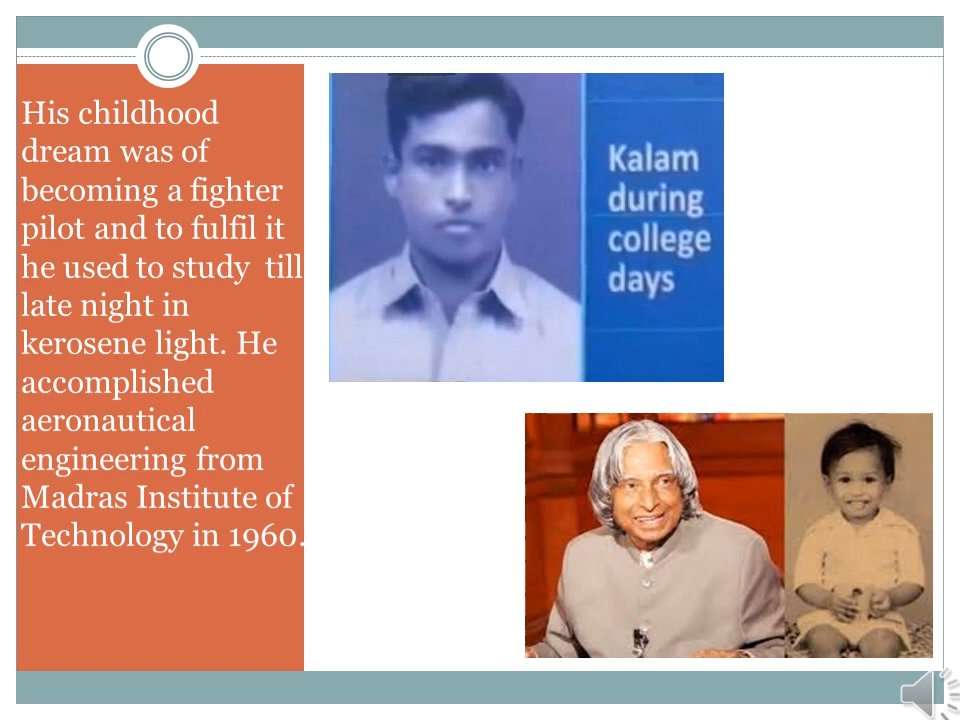 His childhood
dream was of
becoming a fighter
pilot and to fulfil it
he used to study  till
late night in
kerosene light. He
accomplished
aeronautical
engineering from
Madras Institute of
Technology in 1960.
Kalam
during
college
days